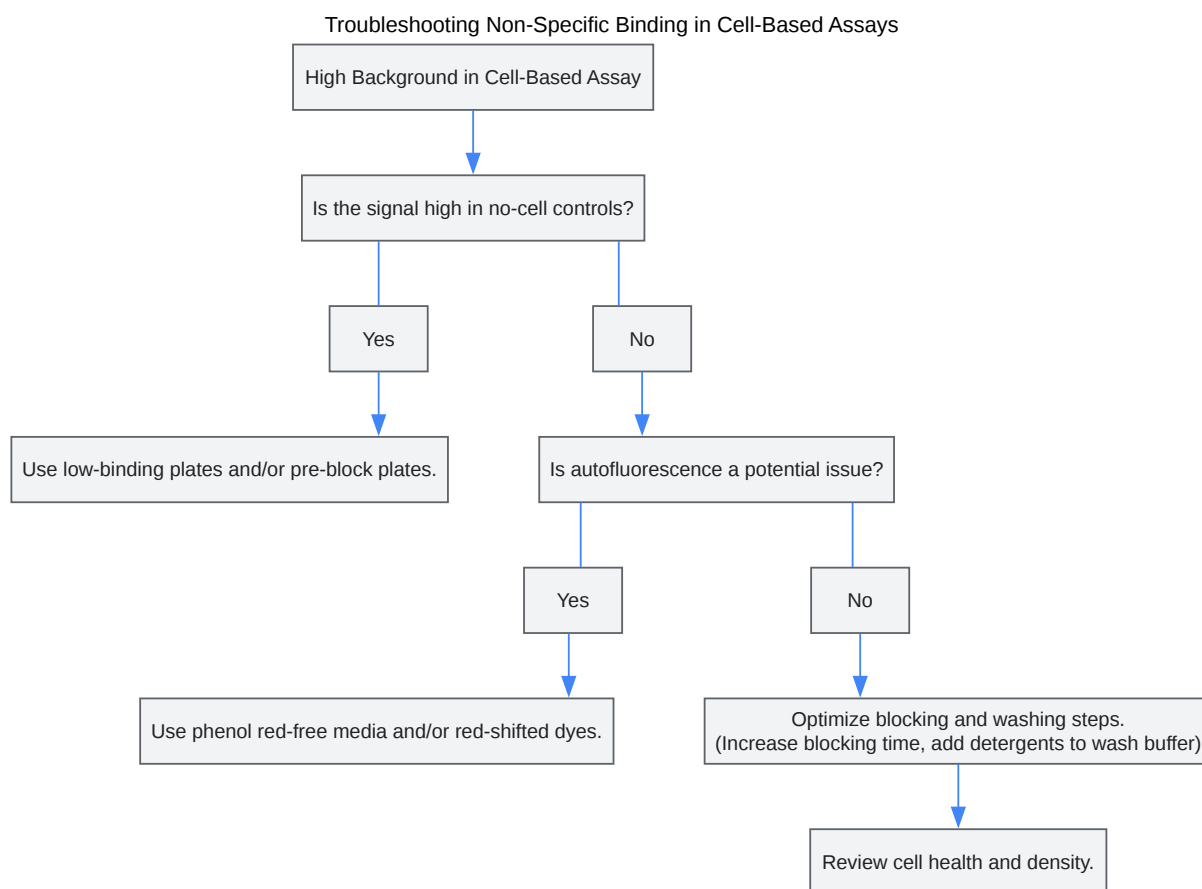 Troubleshooting Non-Specific Binding in Cell-Based Assays
High Background in Cell-Based Assay
Is the signal high in no-cell controls?
Yes
No
Use low-binding plates and/or pre-block plates.
Is autofluorescence a potential issue?
Yes
No
Use phenol red-free media and/or red-shifted dyes.
Optimize blocking and washing steps.
(Increase blocking time, add detergents to wash buffer)
Review cell health and density.